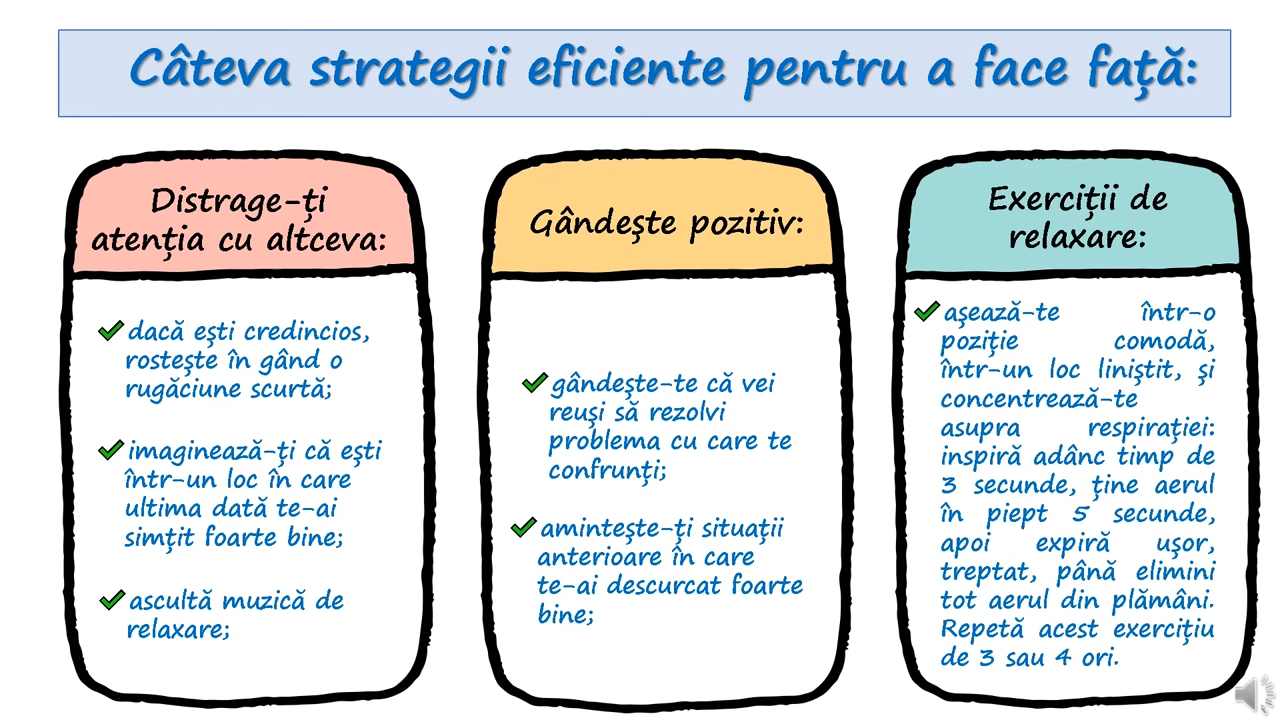 Câteva strategii eficiente pentru a face față:
Distrage-ți
atenția cu altceva:
dacă ești credincios,
rostește în gând o
rugăciune scurtă;
imaginează-ți că ești
într-un loc în care
ultima dată te-ai
simțit foarte bine;
ascultă muzică de
relaxare;
Gândește pozitiv:
gândește-te că vei
reuși să rezolvi
problema cu care te
confrunți;
amintește-ți situații
anterioare în care
te-ai descurcat foarte
bine;
Exerciții de
relaxare:
așează-te într-o
poziție comodă,
într-un loc liniștit, și
concentrează-te
asupra respirației:
inspiră adânc timp de
3 secunde, ține aerul
în piept 5 secunde,
apoi expiră ușor,
treptat, până elimini
tot aerul din plămâni.
Repetă acest exercițiu
de 3 sau 4 ori.